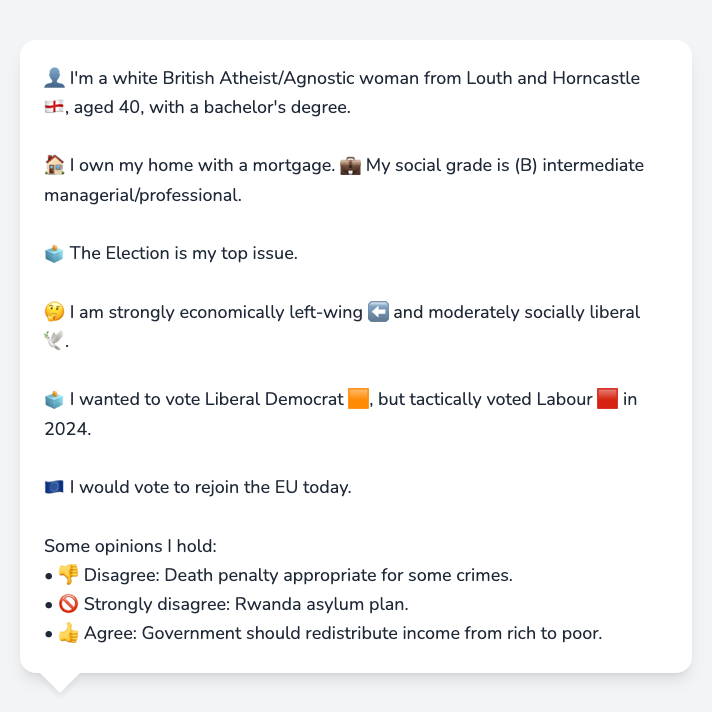 👤 I'm a white British Atheist/Agnostic woman from Louth and Horncastle
🏴󠁧󠁢󠁥󠁮󠁧󠁿, aged 40, with a bachelor's degree.
🏠 I own my home with a mortgage. 💼 My social grade is (B) intermediate
managerial/professional.
🗳️ The Election is my top issue.
🤔 I am strongly economically left-wing ⬅️ and moderately socially liberal
🕊️.
🗳️ I wanted to vote Liberal Democrat 🟧, but tactically voted Labour 🟥 in
2024.
🇪🇺 I would vote to rejoin the EU today.
Some opinions I hold:
• 👎 Disagree: Death penalty appropriate for some crimes.
• 🚫 Strongly disagree: Rwanda asylum plan.
• 👍 Agree: Government should redistribute income from rich to poor.